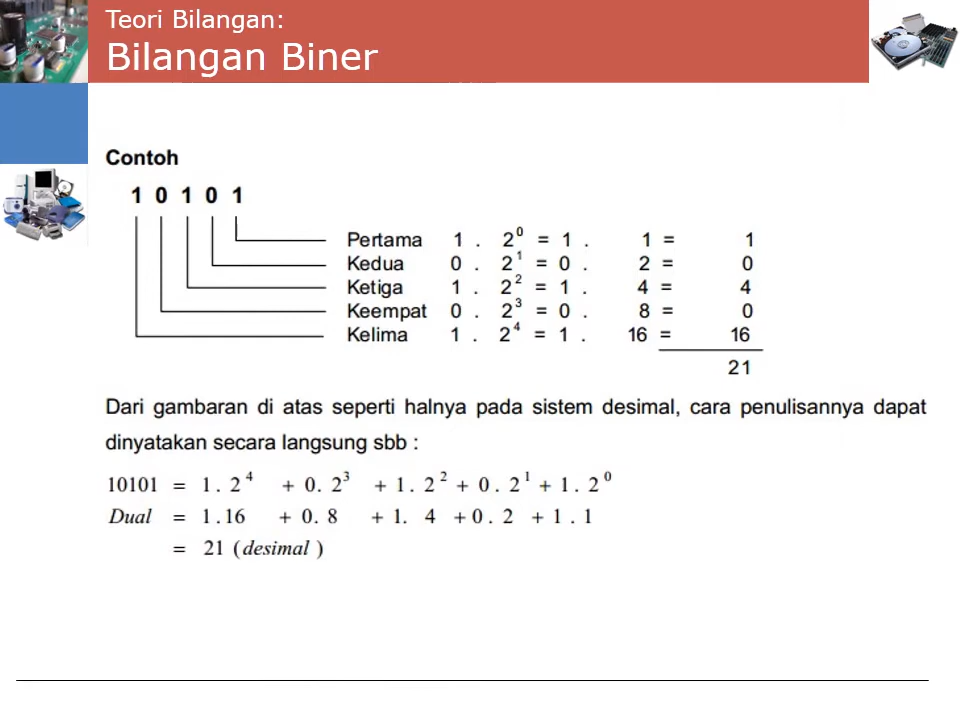 Teori Bilangan:
Bilangan Biner
Contoh
1 0 1 0 1
Pertama 1 . 2⁰ = 1 . 1 = 1
Kedua 0 . 2¹ = 0 . 2 = 0
Ketiga 1 . 2² = 1 . 4 = 4
Keempat 0 . 2³ = 0 . 8 = 0
Kelima 1 . 2⁴ = 1 . 16 = 16
21
Dari gambaran di atas seperti halnya pada sistem desimal, cara penulisannya dapat
dinyatakan secara langsung sbb :
10101 = 1 . 2⁴ + 0. 2³ + 1 . 2² + 0 . 2¹ + 1 . 2⁰
Dual = 1 .16 + 0. 8 + 1. 4 + 0 . 2 + 1 . 1
= 21 ( desimal )